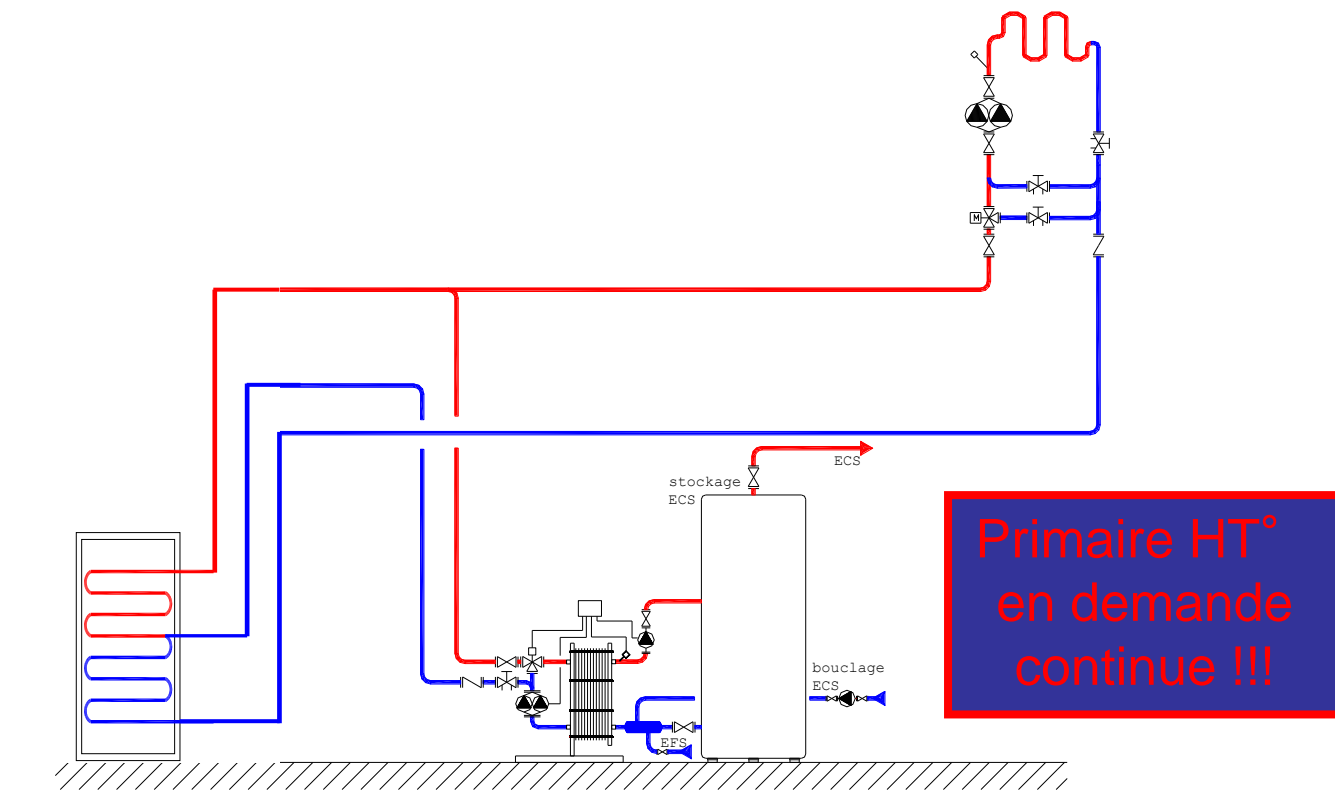 M
ECS
stockage
ECS
Primaire HT°
en demande
continue !!!
bouclage
ECS
EFS